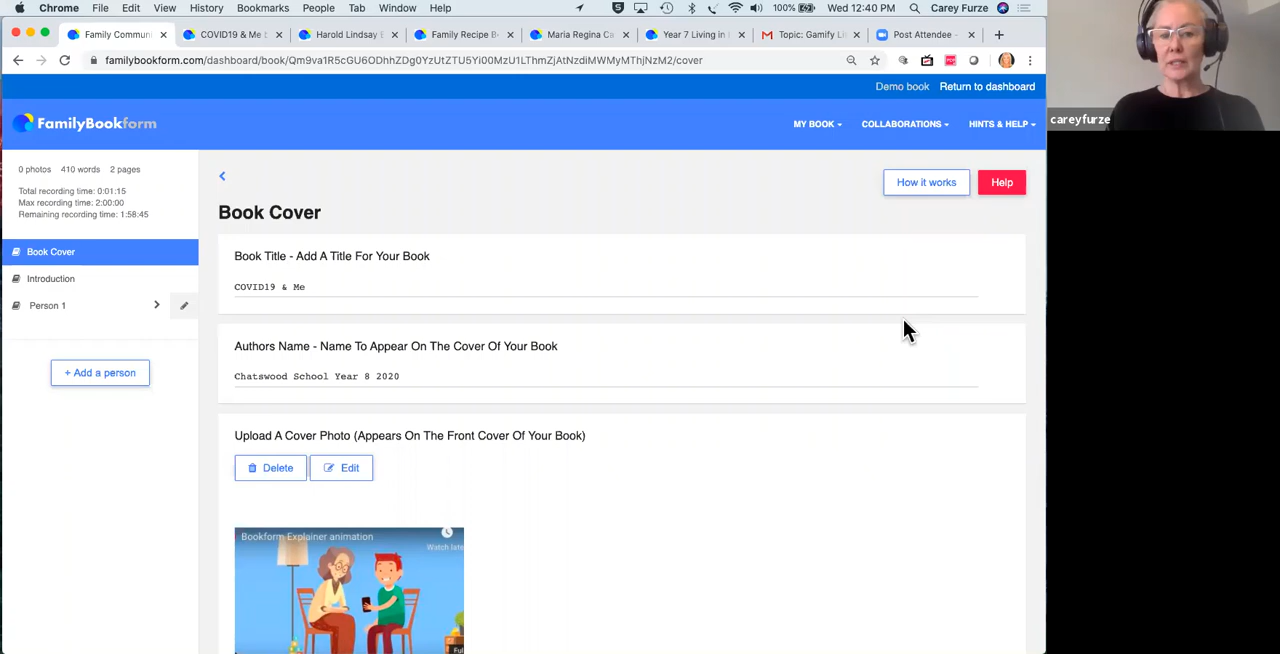 Chrome File Edit View History Bookmarks People Tab Window Help 100% Wed 12:40 PM Carey Furze
Family Commun COVID19 & Me Harold Lindsay Family Recipe B Maria Regina Ca Year 7 Living in Topic: Gamify Li Post Attendee -
familybookform.com/dashboard/book/Qm9va1R5cGU6ODhhZDg0YzUtZTU5Yi00MzU1LThmZjAtNzdiMWMyMThjNzM2/cover
Demo book Return to dashboard
FamilyBookform MY BOOK COLLABORATIONS HINTS & HELP
careyfurze
0 photos 410 words 2 pages
Total recording time: 0:01:15
Max recording time: 2:00:00
Remaining recording time: 1:58:45
How it works Help
Book Cover
Book Cover
Introduction
Person 1
+ Add a person
Book Title - Add A Title For Your Book
COVID19 & Me
Authors Name - Name To Appear On The Cover Of Your Book
Chatswood School Year 8 2020
Upload A Cover Photo (Appears On The Front Cover Of Your Book)
Delete Edit
Bookform Explainer animation
Watch late
Ful